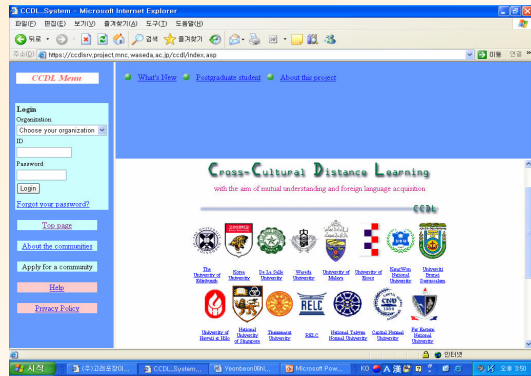 CCDL_System - Microsoft Internet Explorer
파일(F) 편집(E) 보기(V) 즐겨찾기(A) 도구(T) 도움말(H)
뒤로 검색 즐겨찾기
주소(D) https://ccdlsrv.project.mnc.waseda.ac.jp/ccdl/index.asp 이동 연결 »
CCDL Menu
What's New Postgraduate student About this project
Login
Organization
Choose your organization
ID
Password
Login
Forgot your password?
Top page
About the communities
Apply for a community
Help
Privacy Policy
Cross-Cultural Distance Learning
with the aim of mutual understanding and foreign language acquisition
CCDL
The University of Edinburgh
Korea University
De La Salle University
Waseda University
University of Malaya
University of Essex
KangWon National University
Universiti Brunei Darussalam
University of Hawaii at Hilo
National University of Singapore
Thammasat University
RELC
National Taiwan Normal University
Capital Normal University
Far Eastern National University
인터넷
시작 CCDL_System... Microsoft Pow... KO